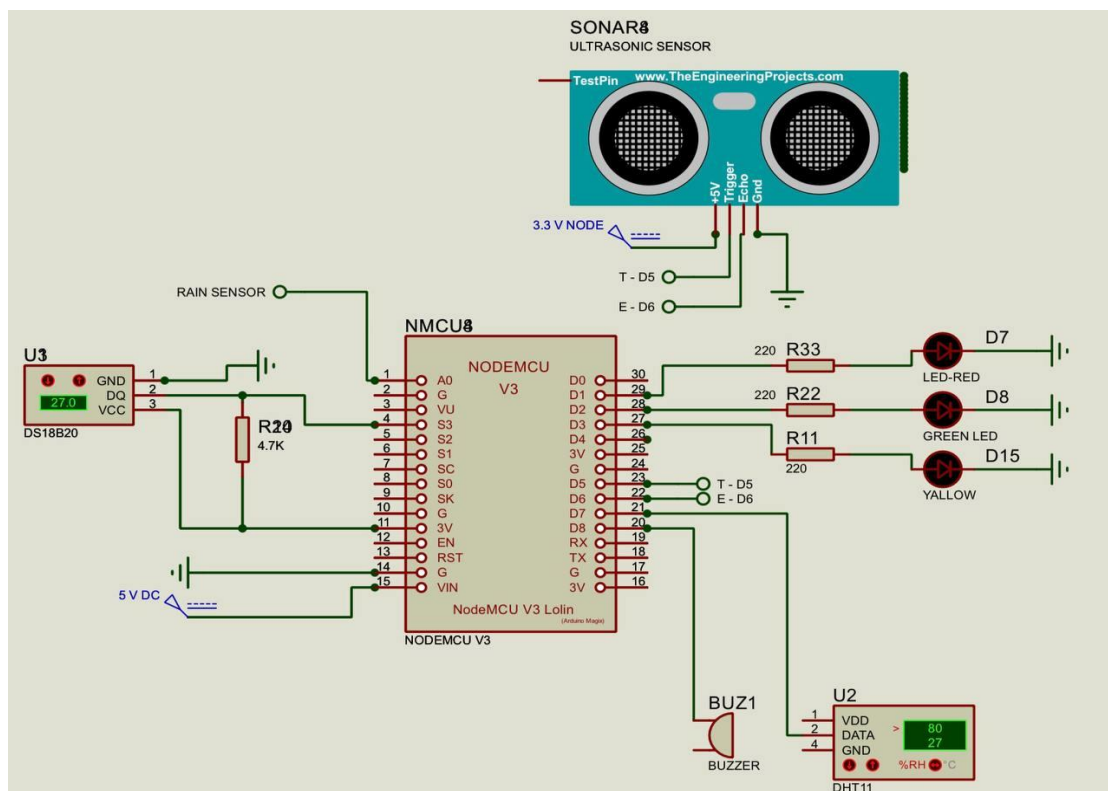 SONAR
ULTRASONIC SENSOR
TestPin
www.TheEngineeringProjects.com
+5V
Trigger
Echo
Gnd
3.3 V NODE
T - D5
E - D6
RAIN SENSOR
NMCU
NODEMCU
V3
1 A0
2 G
3 VU
4 S3
5 S2
6 S1
7 SC
8 S0
9 SK
10 G
11 3V
12 EN
13 RST
14 G
15 VIN
D0 30
D1 29
D2 28
D3 27
D4 26
3V 25
G 24
D5 23
D6 22
D7 21
D8 20
RX 19
TX 18
G 17
3V 16
NodeMCU V3 Lolin
(Arduino Magix)
NODEMCU V3
GND 1
DQ 2
VCC 3
27.0
DS18B20
4.7K
5 V DC
220 R33
D7
LED-RED
220 R22
D8
GREEN LED
R11
220
D15
YALLOW
T - D5
E - D6
BUZ1
BUZZER
U2
1 VDD
2 DATA
4 GND
>
80
27
%RH °C
DHT11